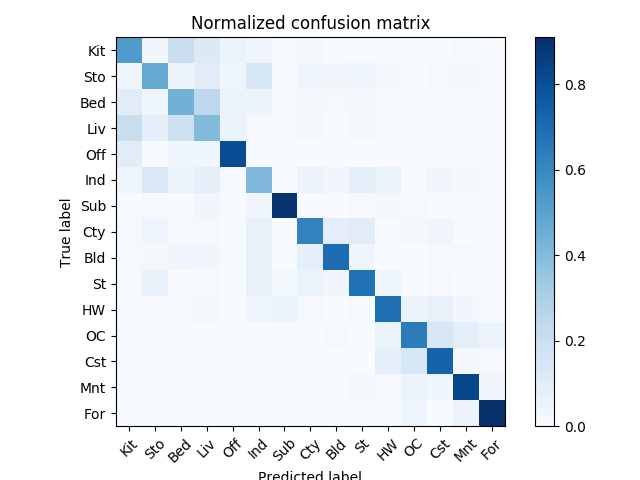 Normalized confusion matrix
Kit
Sto
Bed
Liv
Off
Ind
Sub
Cty
Bld
St
HW
OC
Cst
Mnt
For
True label
Kit Sto Bed Liv Off Ind Sub Cty Bld St HW OC Cst Mnt For
Predicted label
0.8
0.6
0.4
0.2
0.0